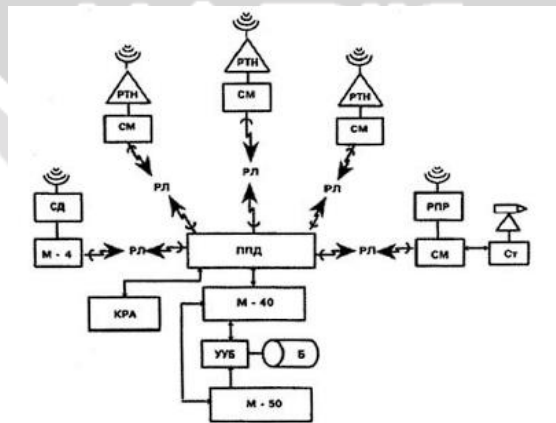 РТН
РТН
РТН
СМ
СМ
СМ
РЛ
РЛ
РЛ
СД
РПР
М - 4
РЛ
ППД
РЛ
СМ
Ст
КРА
М - 40
УУБ
Б
М - 50